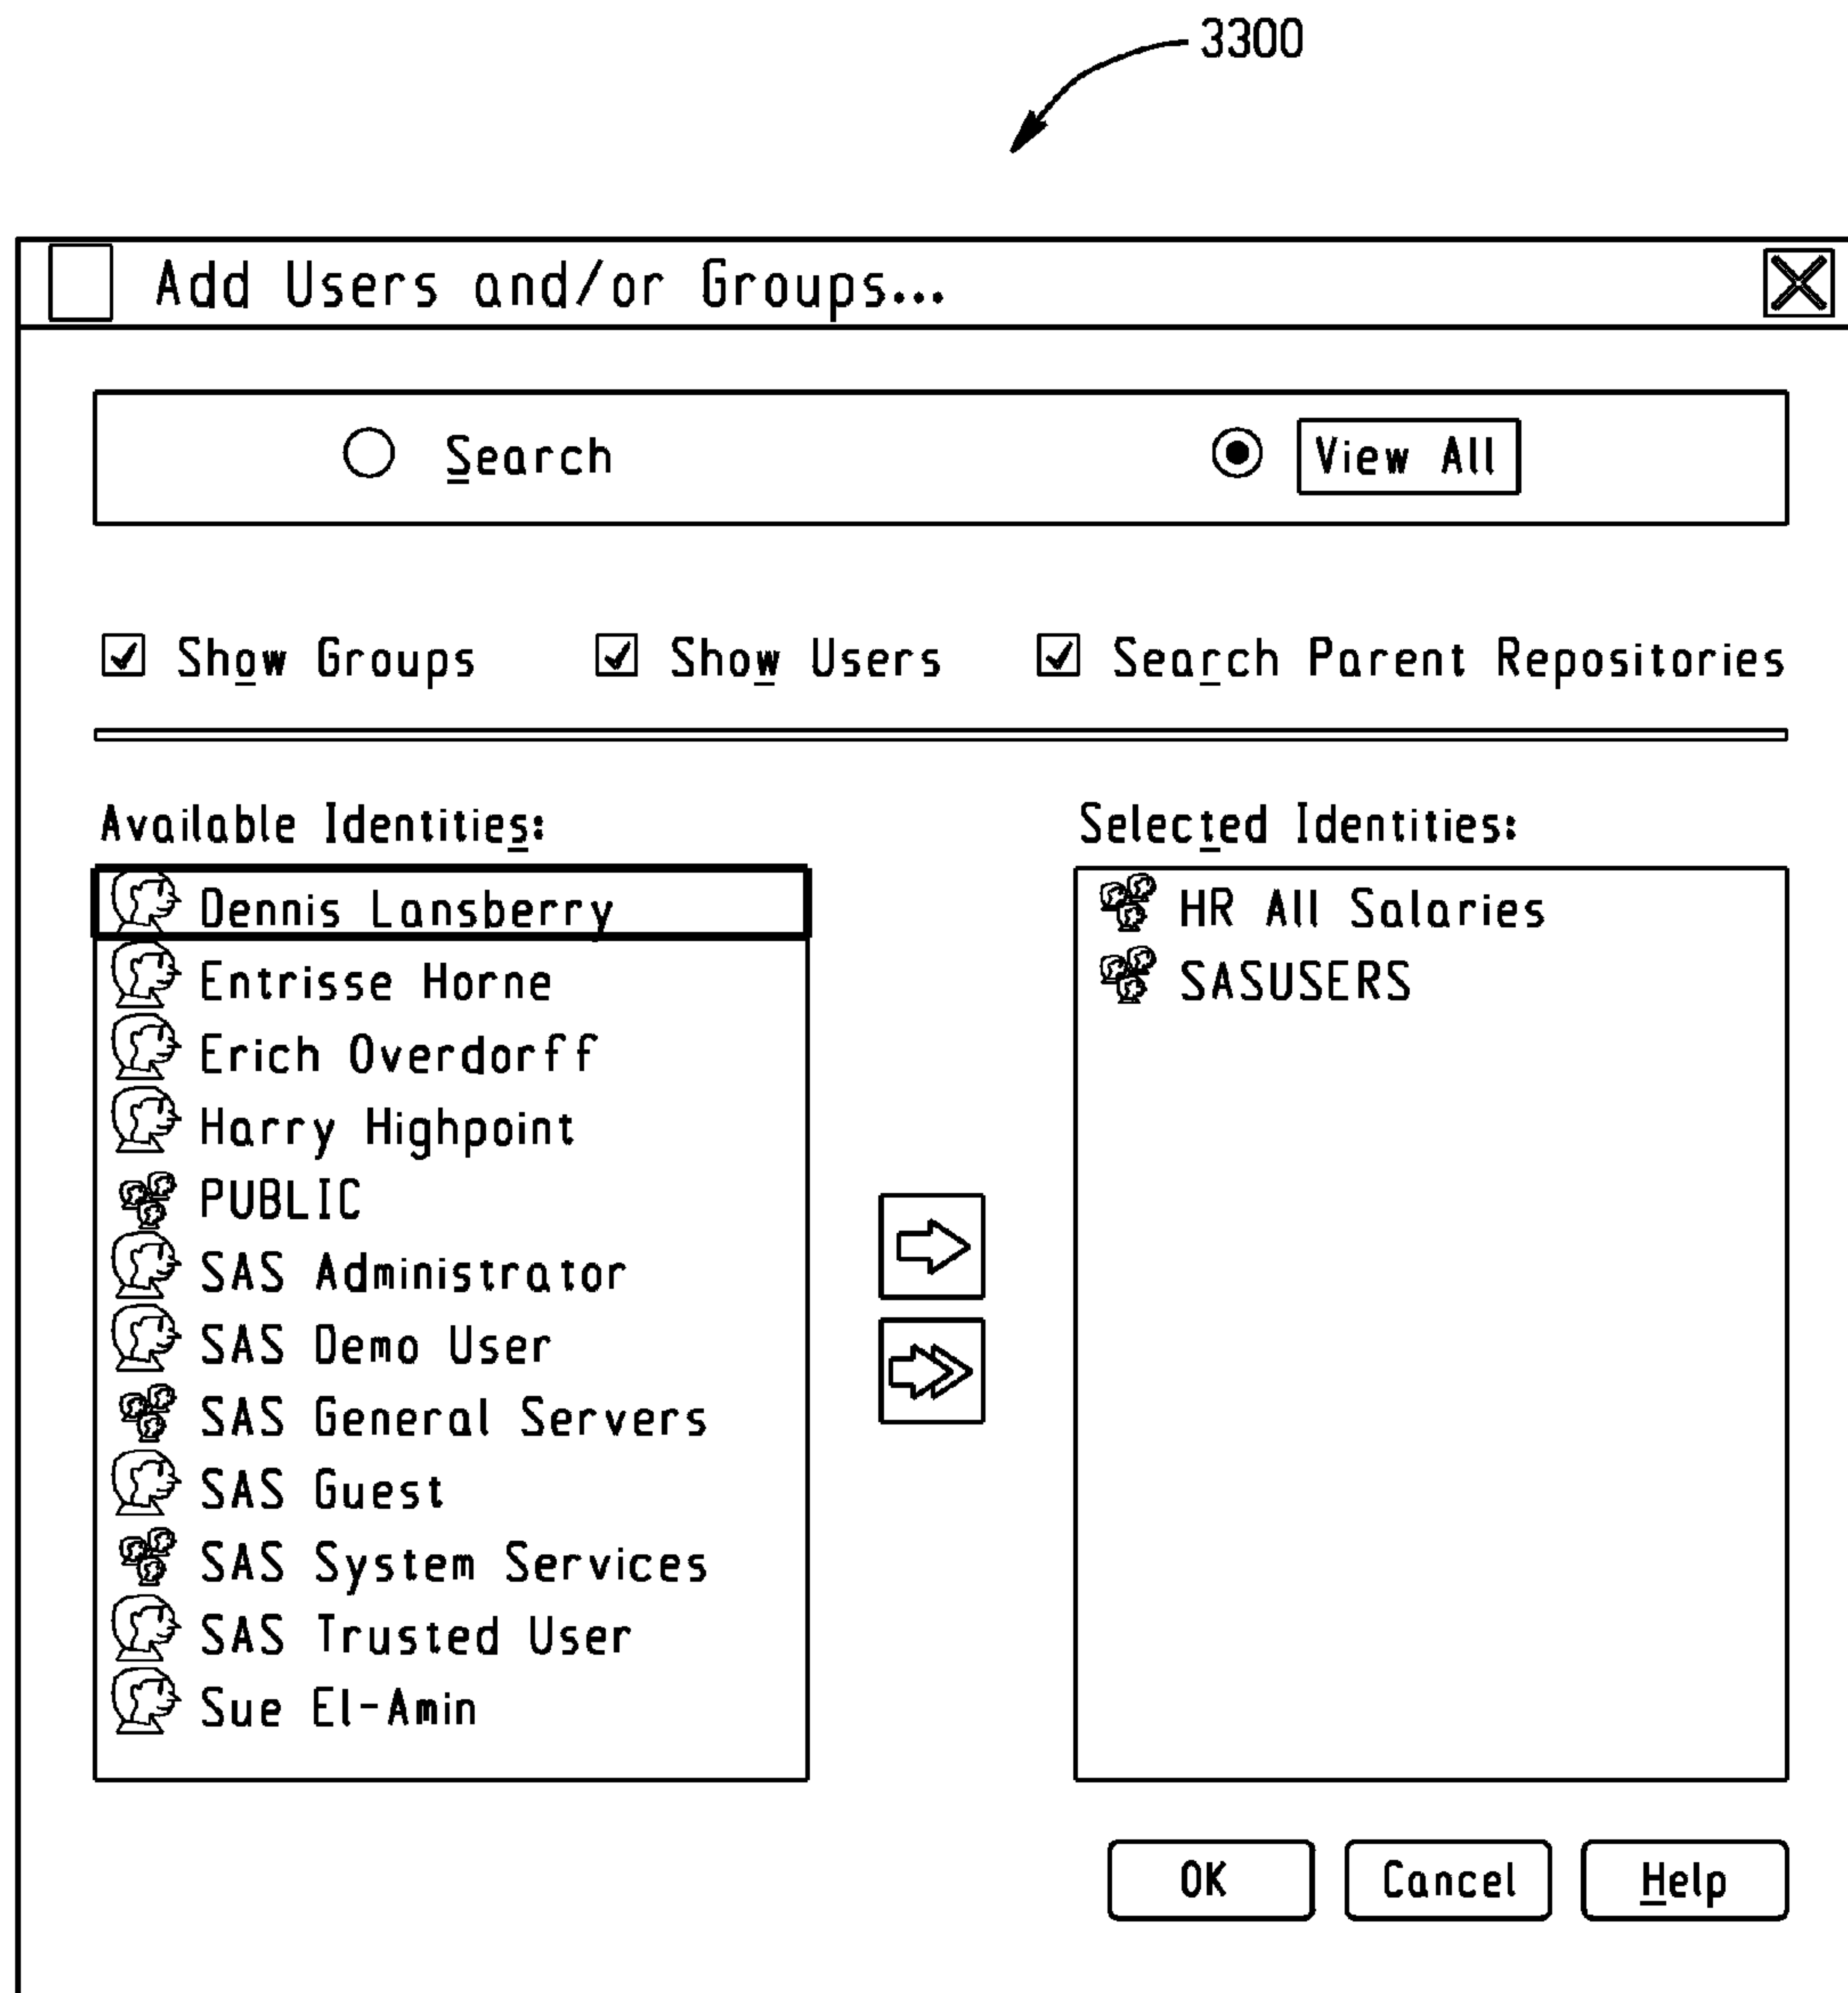 3300
Add Users and/or Groups...
Search
View All
Show Groups
Show Users
Search Parent Repositories
Available Identities:
Dennis Lansberry
Entrisse Horne
Erich Overdorff
Harry Highpoint
PUBLIC
SAS Administrator
SAS Demo User
SAS General Servers
SAS Guest
SAS System Services
SAS Trusted User
Sue El-Amin
Selected Identities:
HR All Salaries
SASUSERS
OK
Cancel
Help